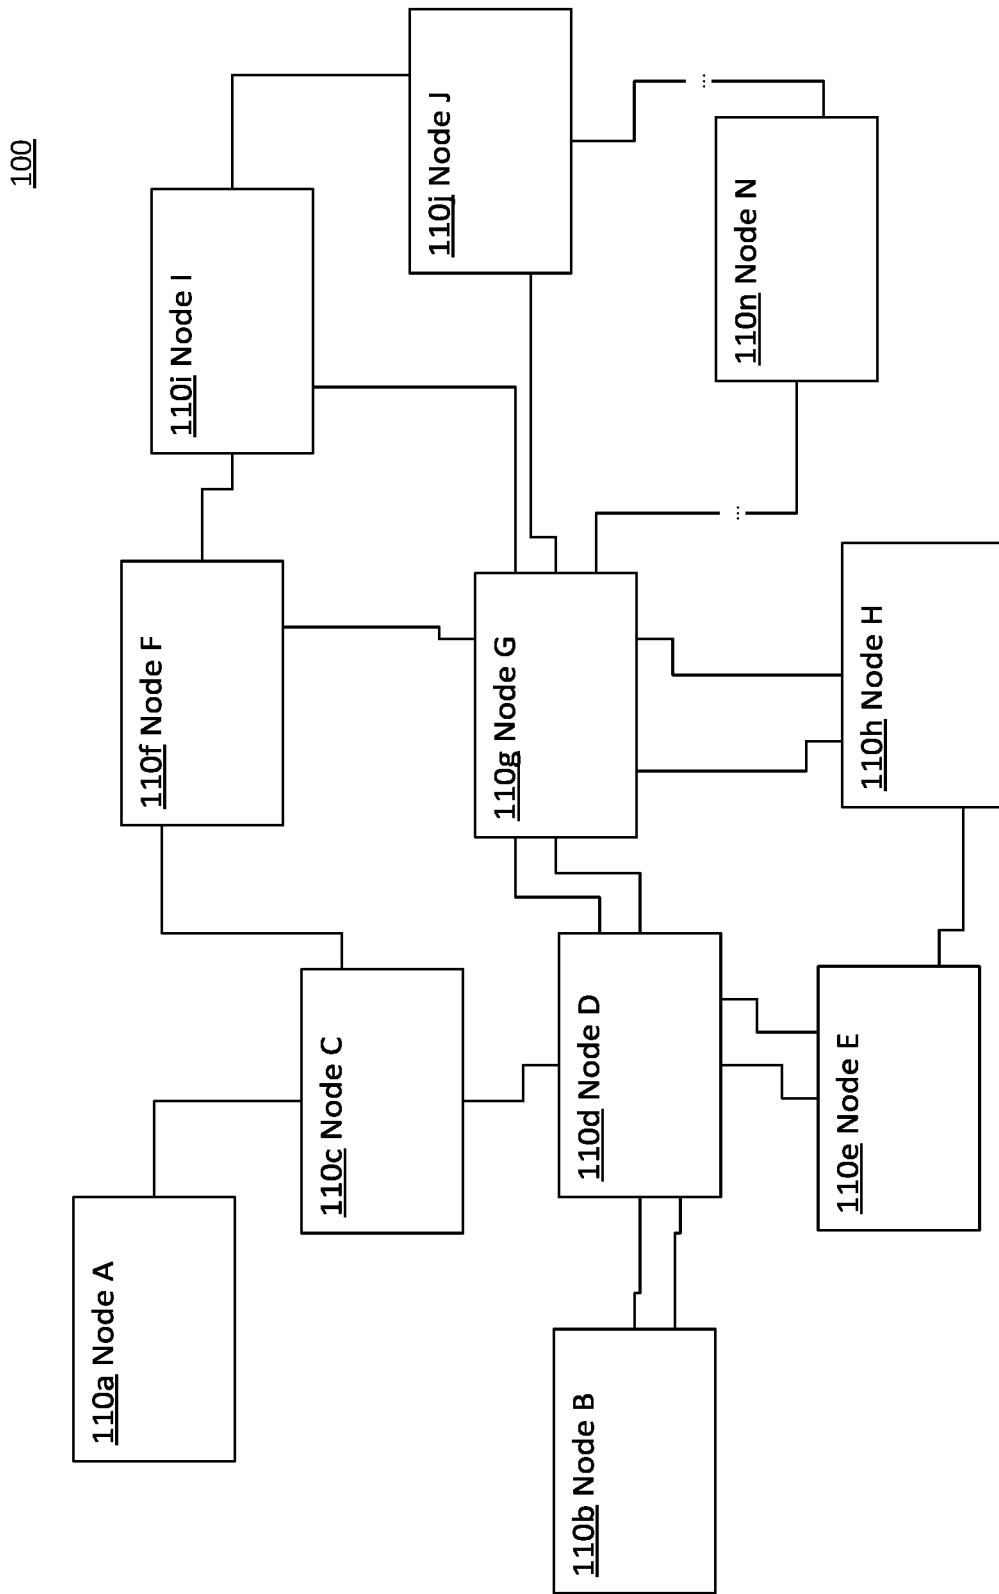 100
110a Node A
110b Node B
110c Node C
110d Node D
110e Node E
110f Node F
110g Node G
110h Node H
110i Node I
110j Node J
110n Node N
...
...